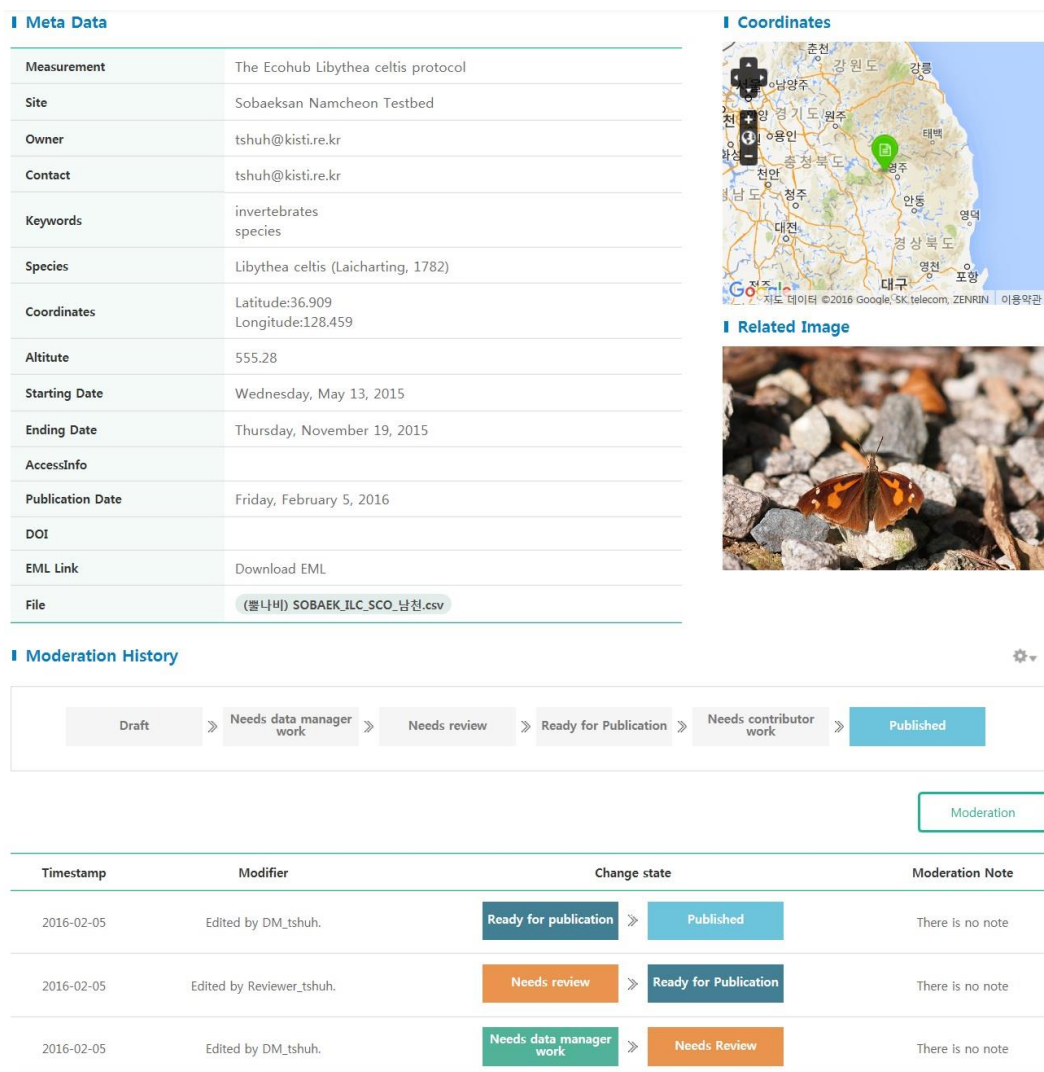 Meta Data
Measurement The Ecohub Libythea celtis protocol
Site Sobaeksan Namcheon Testbed
Owner tshuh@kisti.re.kr
Contact tshuh@kisti.re.kr
Keywords invertebrates
species
Species Libythea celtis (Laicharting, 1782)
Coordinates Latitude:36.909
Longitude:128.459
Altitute 555.28
Starting Date Wednesday, May 13, 2015
Ending Date Thursday, November 19, 2015
AccessInfo
Publication Date Friday, February 5, 2016
DOI
EML Link Download EML
File (뿔나비) SOBAEK_ILC_SCO_남천.csv
Coordinates
춘천
강원도
강릉
남양주
경기도
원주
용인
태백
충청북도
영주
천안
청주
안동
영덕
대전
경상북도
영천
포항
대구
Google
지도 데이터 ©2016 Google, SK telecom, ZENRIN 이용약관
Related Image
Moderation History
Draft
Needs data manager
work
Needs review
Ready for Publication
Needs contributor
work
Published
Moderation
Timestamp Modifier Change state Moderation Note
2016-02-05 Edited by DM_tshuh. Ready for publication Published There is no note
2016-02-05 Edited by Reviewer_tshuh. Needs review Ready for Publication There is no note
2016-02-05 Edited by DM_tshuh. Needs data manager
work Needs Review There is no note